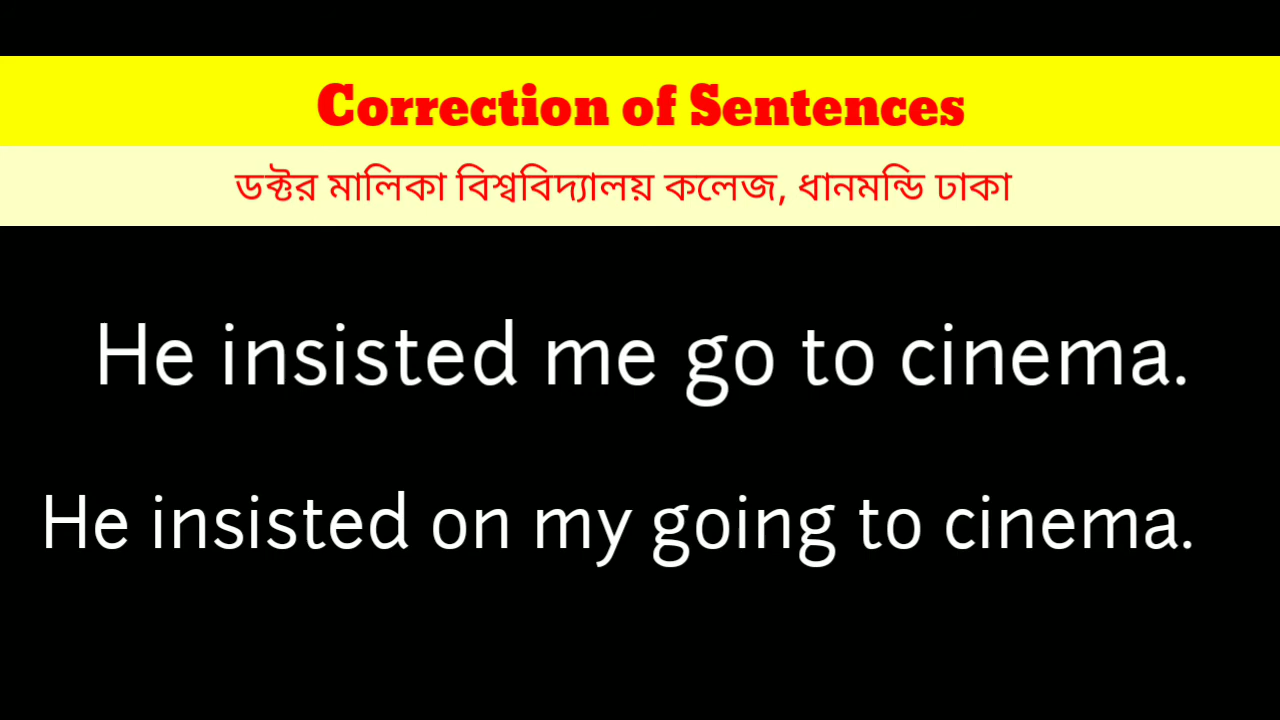 Correction of Sentences
ডক্টর মালিকা বিশ্ববিদ্যালয় কলেজ, ধানমন্ডি ঢাকা
He insisted me go to cinema.
He insisted on my going to cinema.